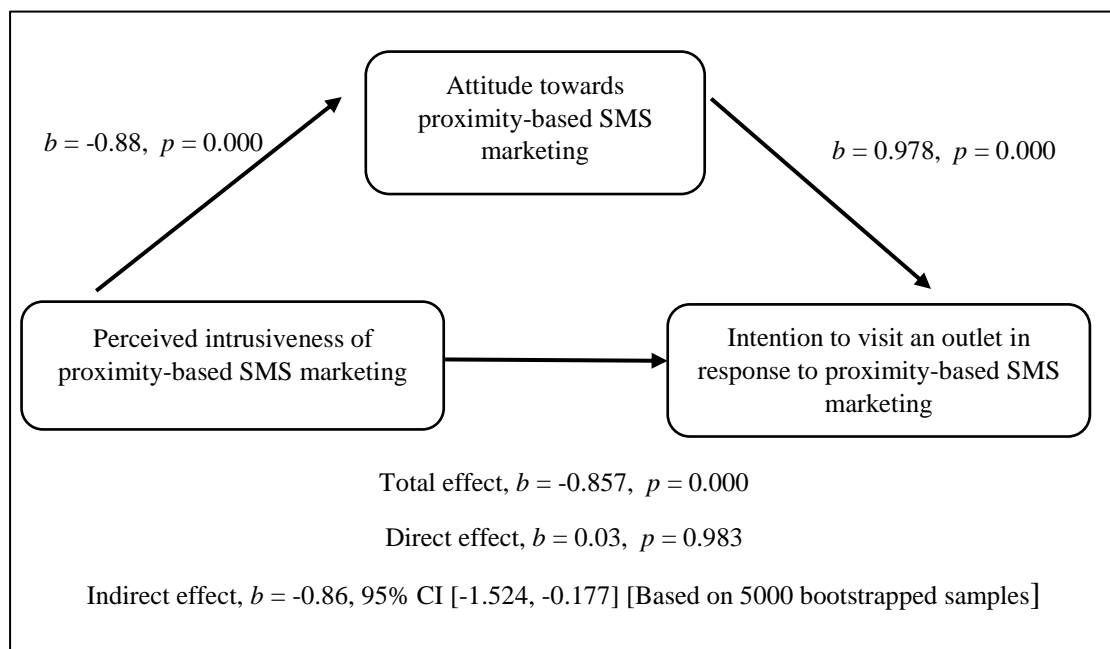 Attitude towards
proximity-based SMS
marketing
b = -0.88, p = 0.000
b = 0.978, p = 0.000
Perceived intrusiveness of
proximity-based SMS marketing
Intention to visit an outlet in
response to proximity-based SMS
marketing
Total effect, b = -0.857, p = 0.000
Direct effect, b = 0.03, p = 0.983
Indirect effect, b = -0.86, 95% CI [-1.524, -0.177] [Based on 5000 bootstrapped samples]